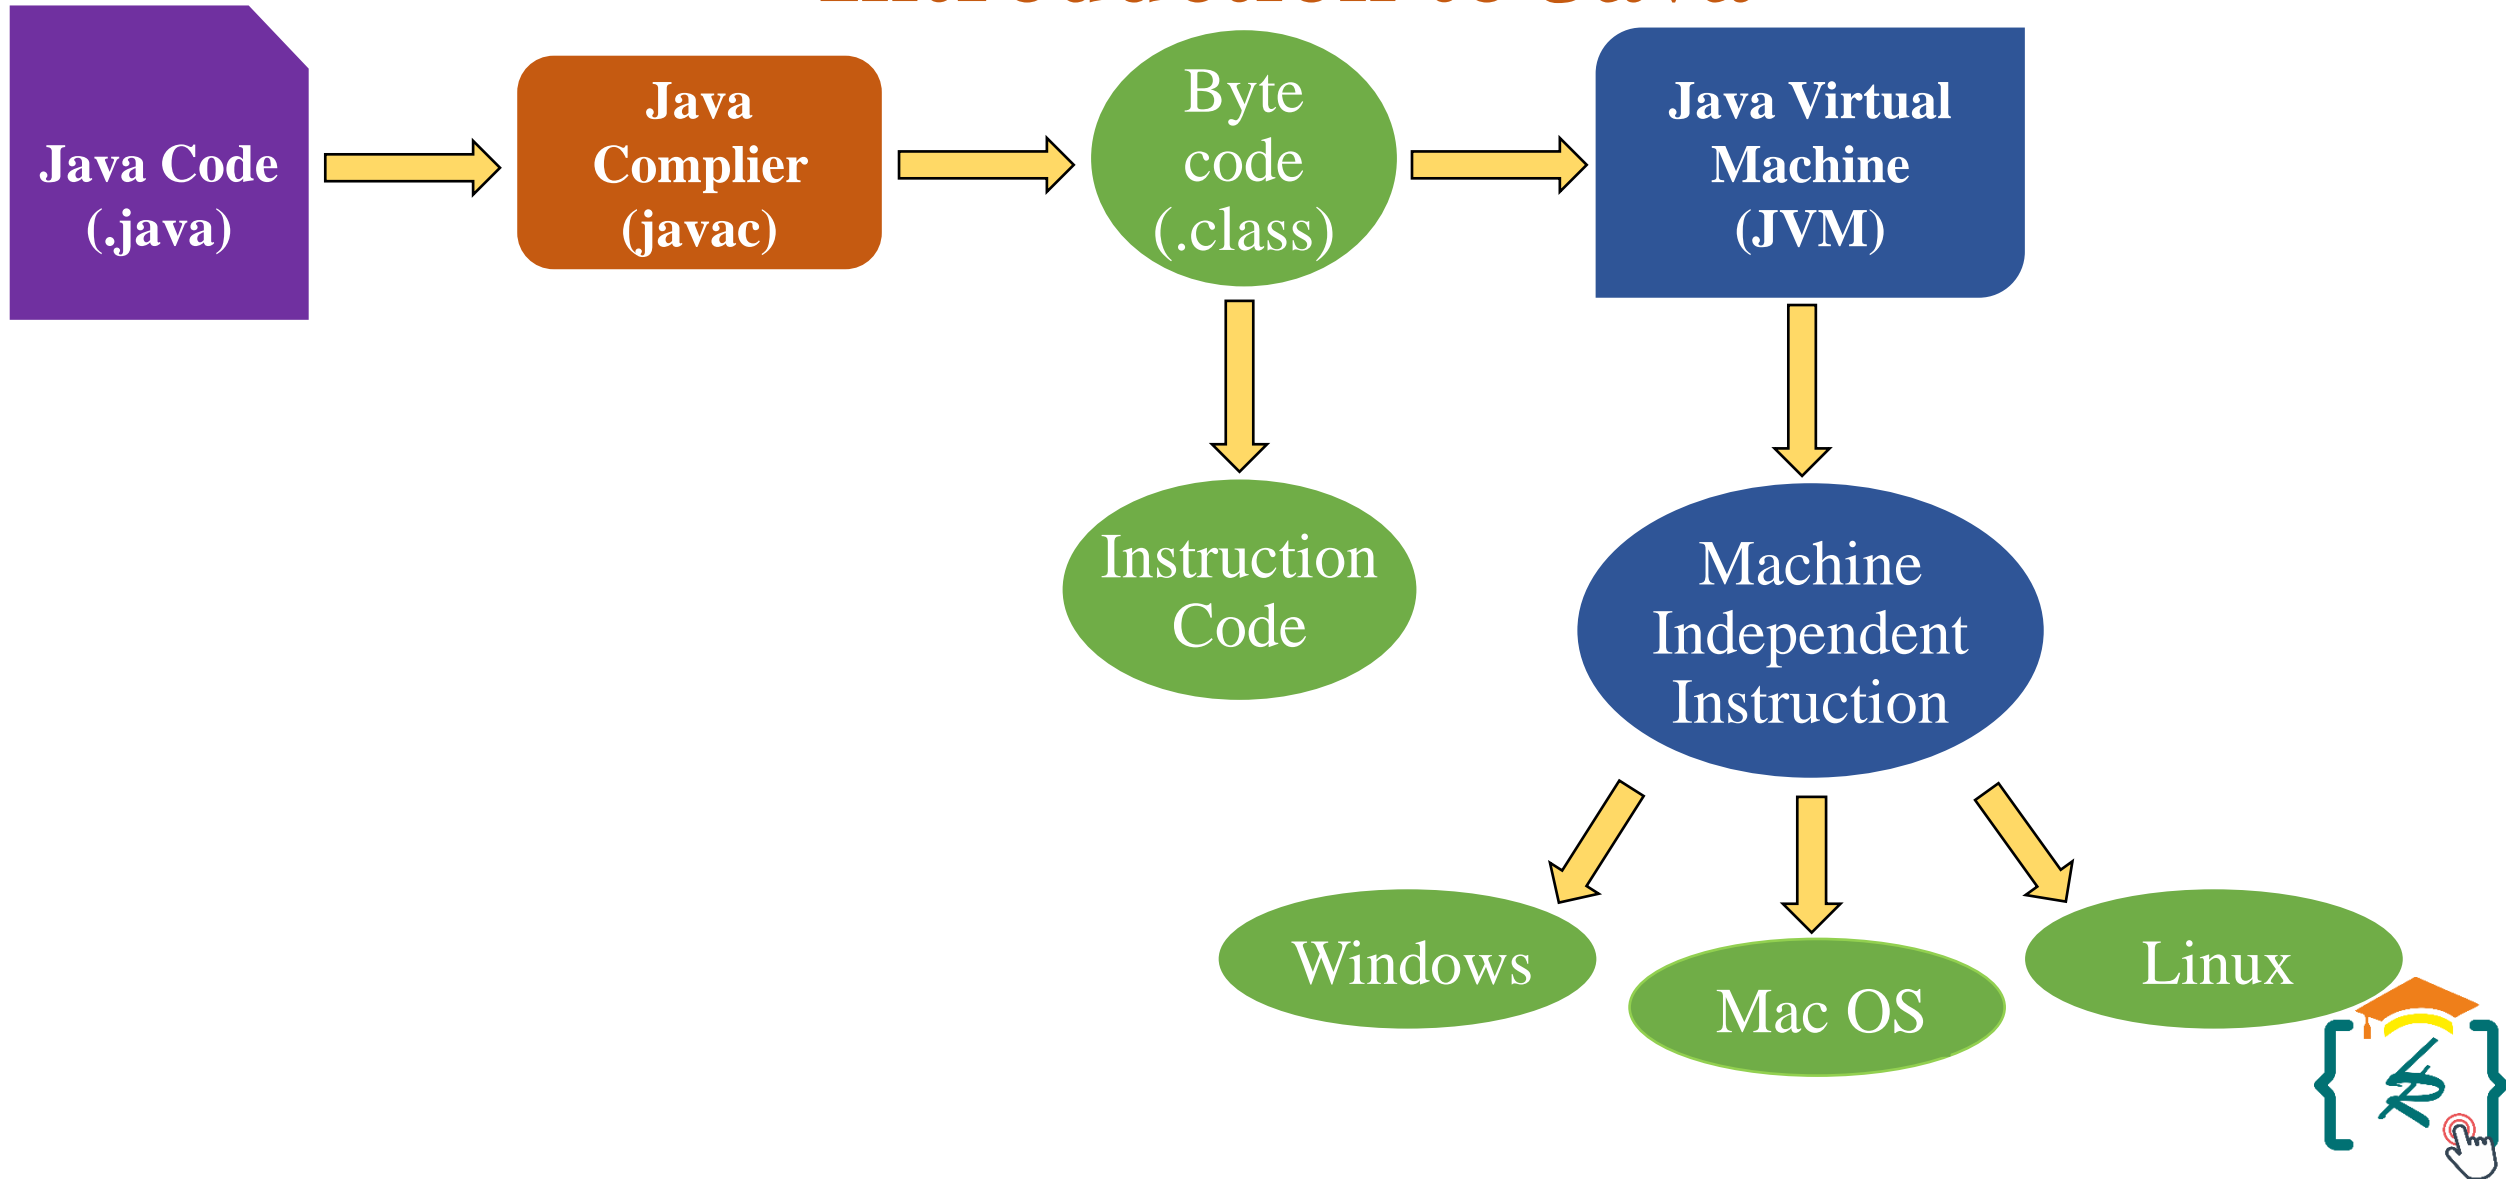 Java Code
(.java)
Java
Complier
(javac)
Byte
code
(.class)
Java Virtual
Machine
(JVM)
Instruction
Code
Machine
Independent
Instruction
Windows
Mac OS
Linux